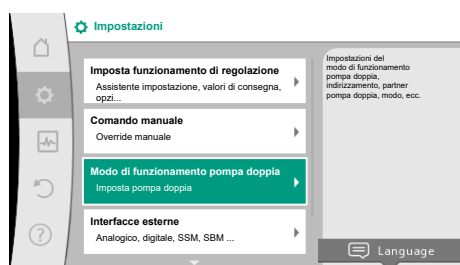 Impostazioni
Imposta funzionamento di regolazione
Assistente impostazione, valori di consegna,
opzi...
Comando manuale
Override manuale
Modo di funzionamento pompa doppia
Imposta pompa doppia
Interfacce esterne
Analogico, digitale, SSM, SBM ...
Impostazioni del
modo di funzionamento
pompa doppia,
indirizzamento, partner
pompa doppia, modo, ecc.
Language